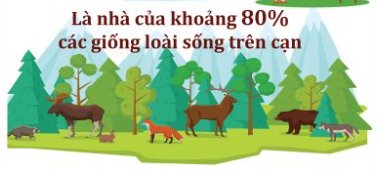 Là nhà của khoảng 80%
các giống loài sống trên cạn